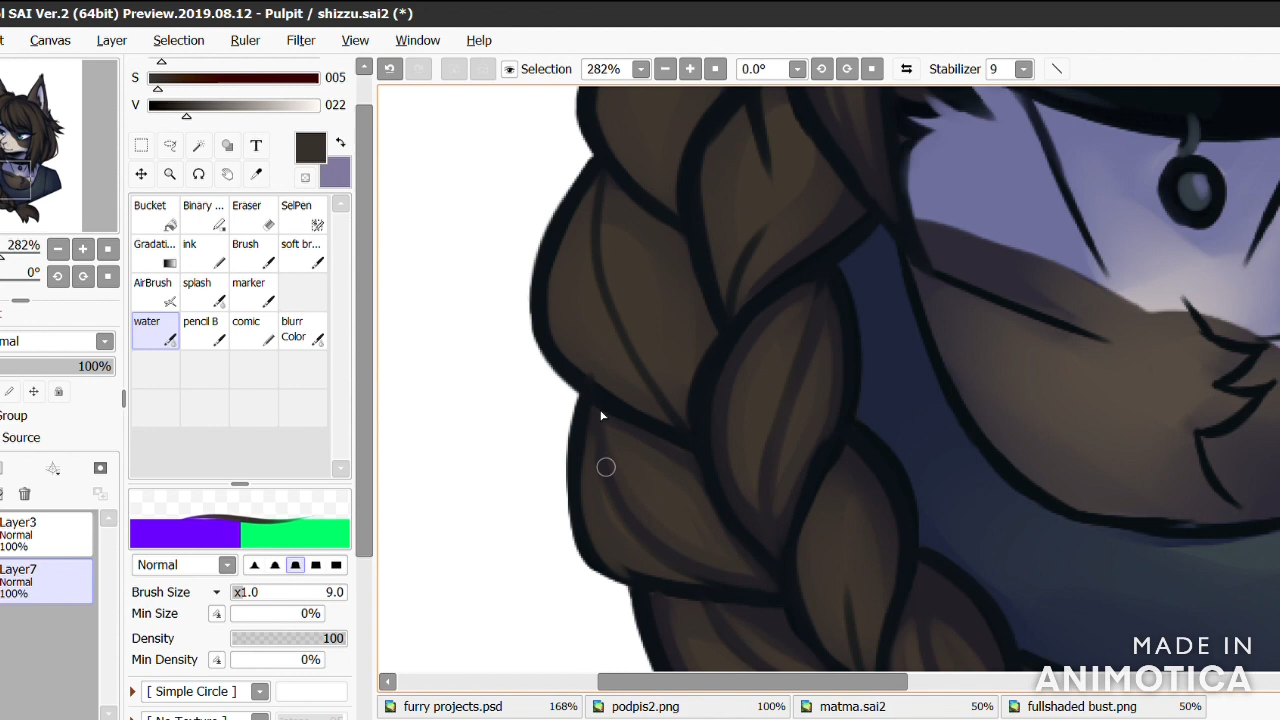 ol SAI Ver.2 (64bit) Preview.2019.08.12 - Pulpit / shizzu.sai2 (*)
Canvas Layer Selection Ruler Filter View Window Help
S 005
V 022
Selection 282% 0.0° Stabilizer 9
T
Bucket Binary ... Eraser SelPen
Gradati... ink Brush soft br...
AirBrush splash marker
water pencil B comic blurr
Color
282%
0°
mal
100%
Group
Source
Layer3
Normal
100%
Layer7
Normal
100%
Normal
Brush Size x1.0 9.0
Min Size 0%
Density 100
Min Density 0%
[ Simple Circle ]
furry projects.psd 168% podpis2.png 100% matma.sai2 50% fullshaded bust.png 50%
MADE IN
ANIMOTICA